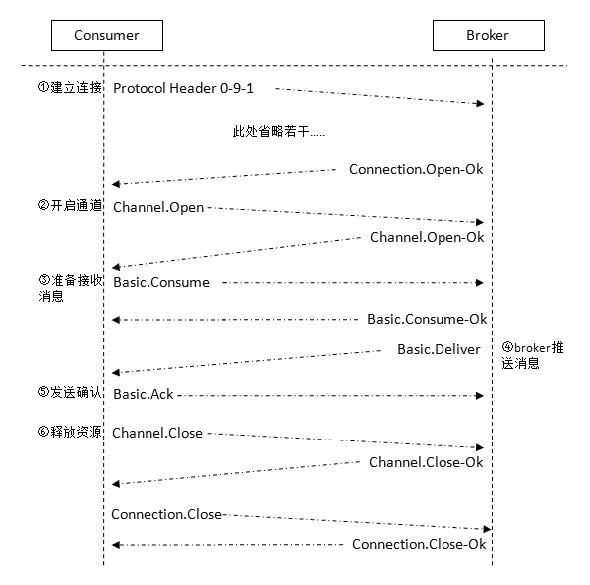 Consumer
Broker
①建立连接
Protocol Header 0-9-1
此处省略若干.....
Connection.Open-Ok
②开启通道
Channel.Open
Channel.Open-Ok
③准备接收
消息
Basic.Consume
Basic.Consume-Ok
Basic.Deliver
④broker推
送消息
⑤发送确认
Basic.Ack
⑥释放资源
Channel.Close
Channel.Close-Ok
Connection.Close
Connection.Close-Ok